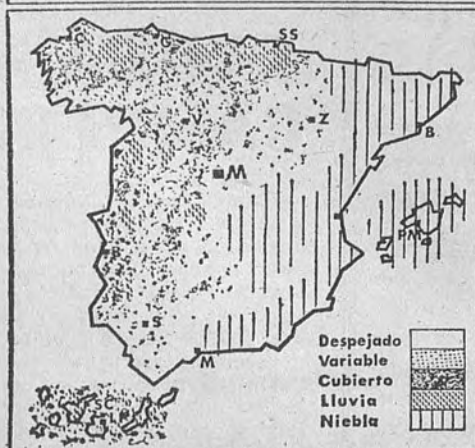 C
G
SS
V
Z
B
M
PM
B
S
M
C
Despejado
Variable
Cubierto
Lluvia
Niebla